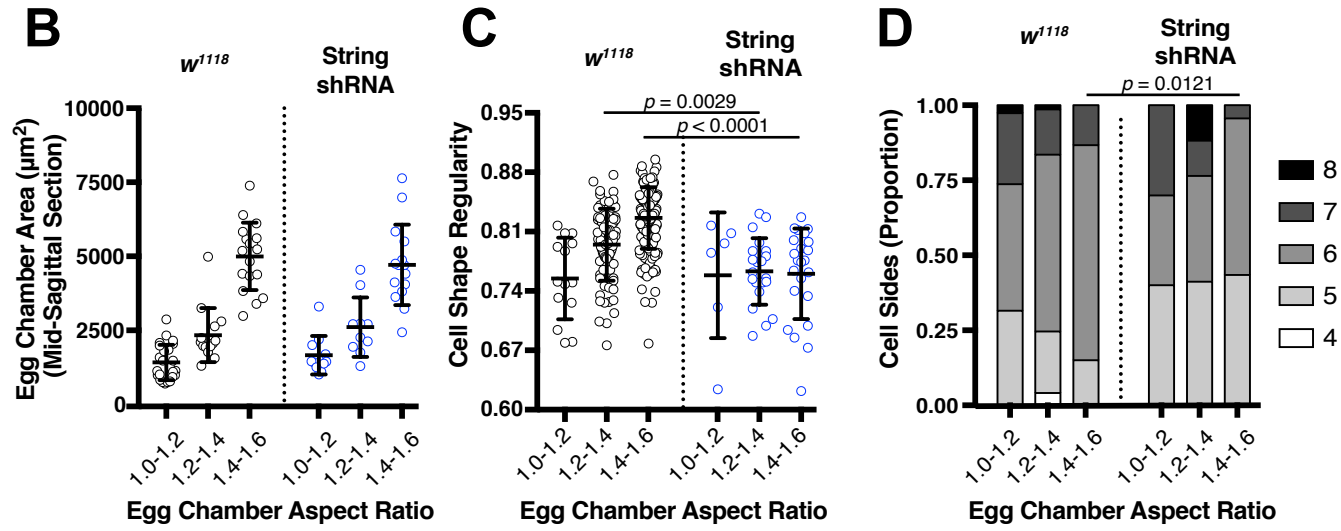 B
w1118
String
shRNA
Egg Chamber Area (µm²)
(Mid-Sagittal Section)
10000
7500
5000
2500
0
1.0-1.2
1.2-1.4
1.4-1.6
1.0-1.2
1.2-1.4
1.4-1.6
Egg Chamber Aspect Ratio
C
w1118
String
shRNA
p = 0.0029
p < 0.0001
Cell Shape Regularity
0.95
0.88
0.81
0.74
0.67
0.60
1.0-1.2
1.2-1.4
1.4-1.6
1.0-1.2
1.2-1.4
1.4-1.6
Egg Chamber Aspect Ratio
D
w1118
String
shRNA
p = 0.0121
Cell Sides (Proportion)
1.00
0.75
0.50
0.25
0.00
1.0-1.2
1.2-1.4
1.4-1.6
1.0-1.2
1.2-1.4
1.4-1.6
Egg Chamber Aspect Ratio
8
7
6
5
4